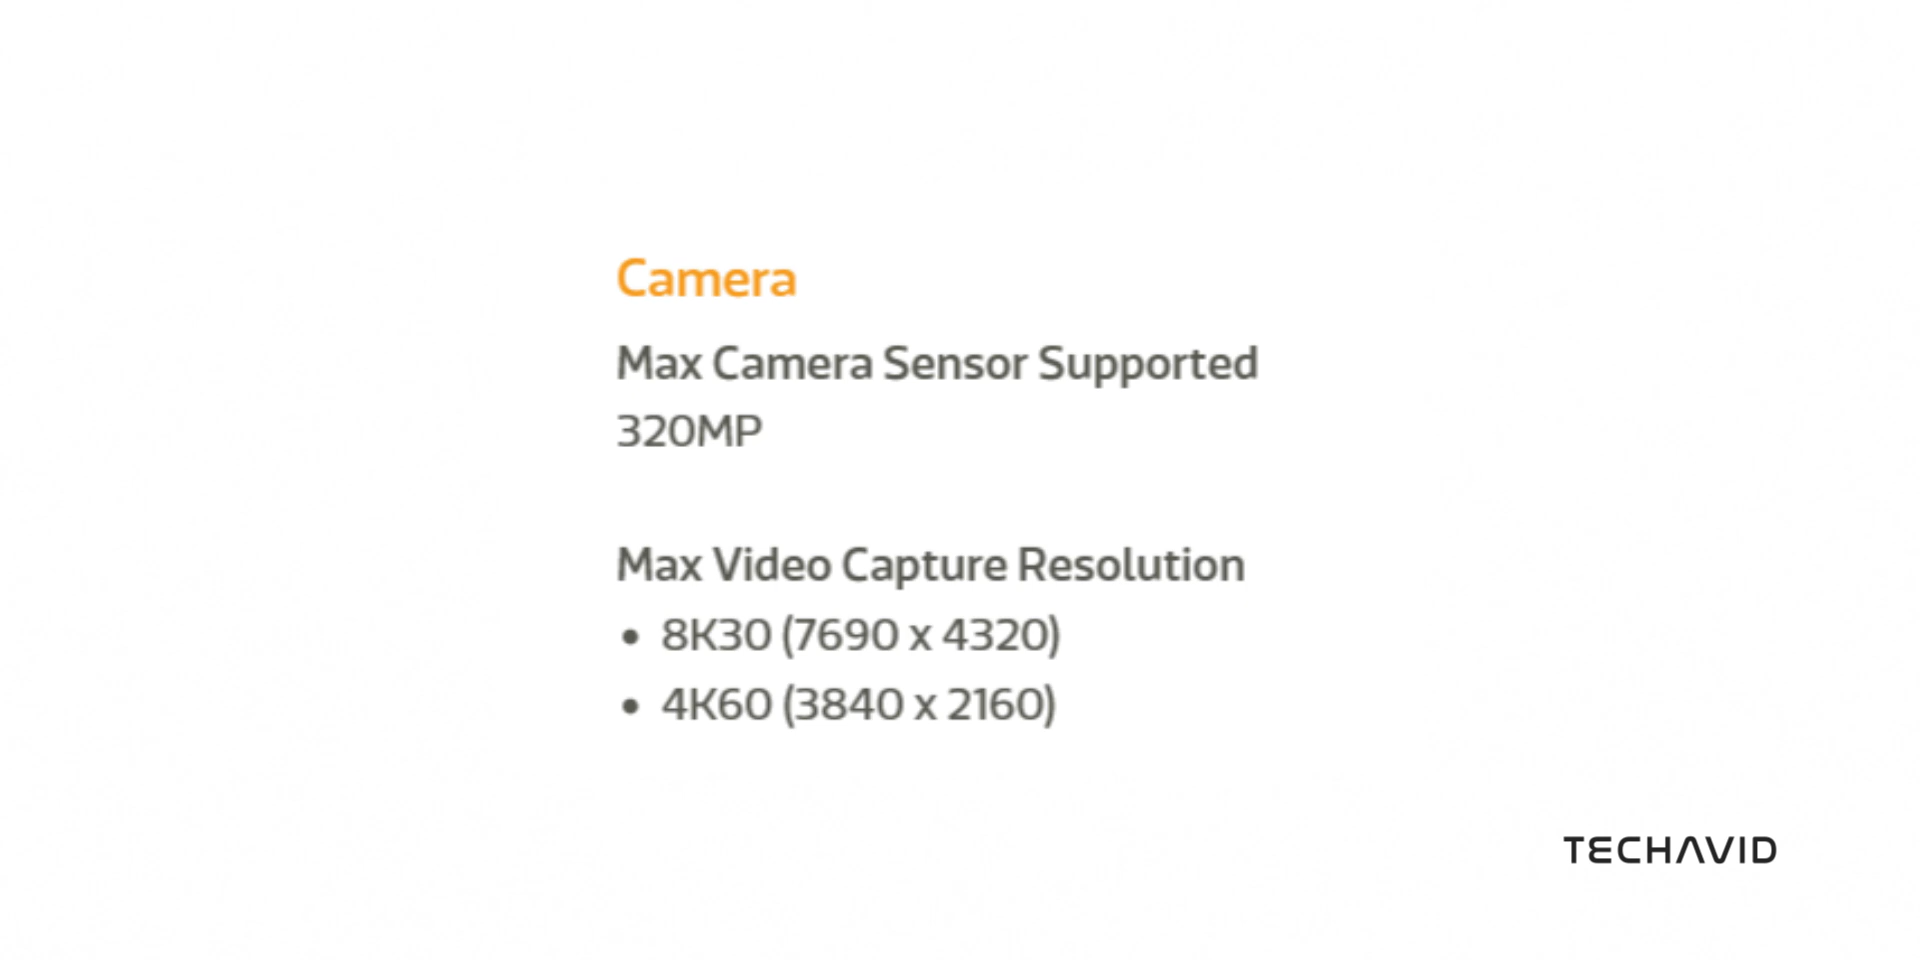 Camera
Max Camera Sensor Supported
320MP
Max Video Capture Resolution
• 8K30 (7690 x 4320)
• 4K60 (3840 x 2160)
TECHAVID